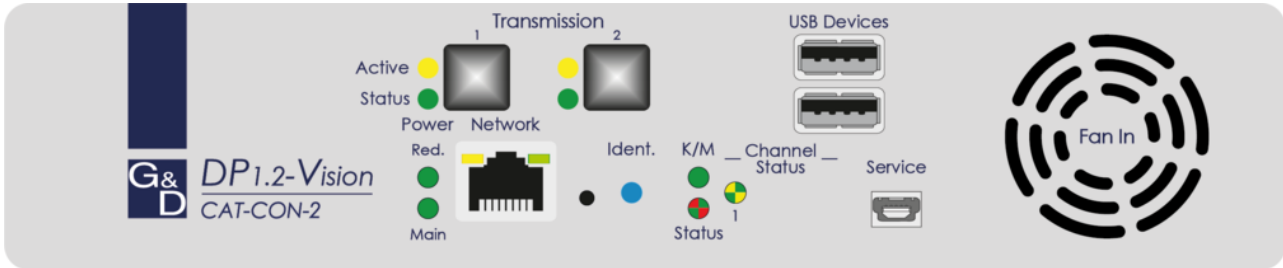 Transmission
1
2
USB Devices
Active
Status
Power
Network
Red.
Ident.
K/M
Channel
Status
Service
Fan In
G&
D
DP1.2-Vision
CAT-CON-2
Main
Status
1